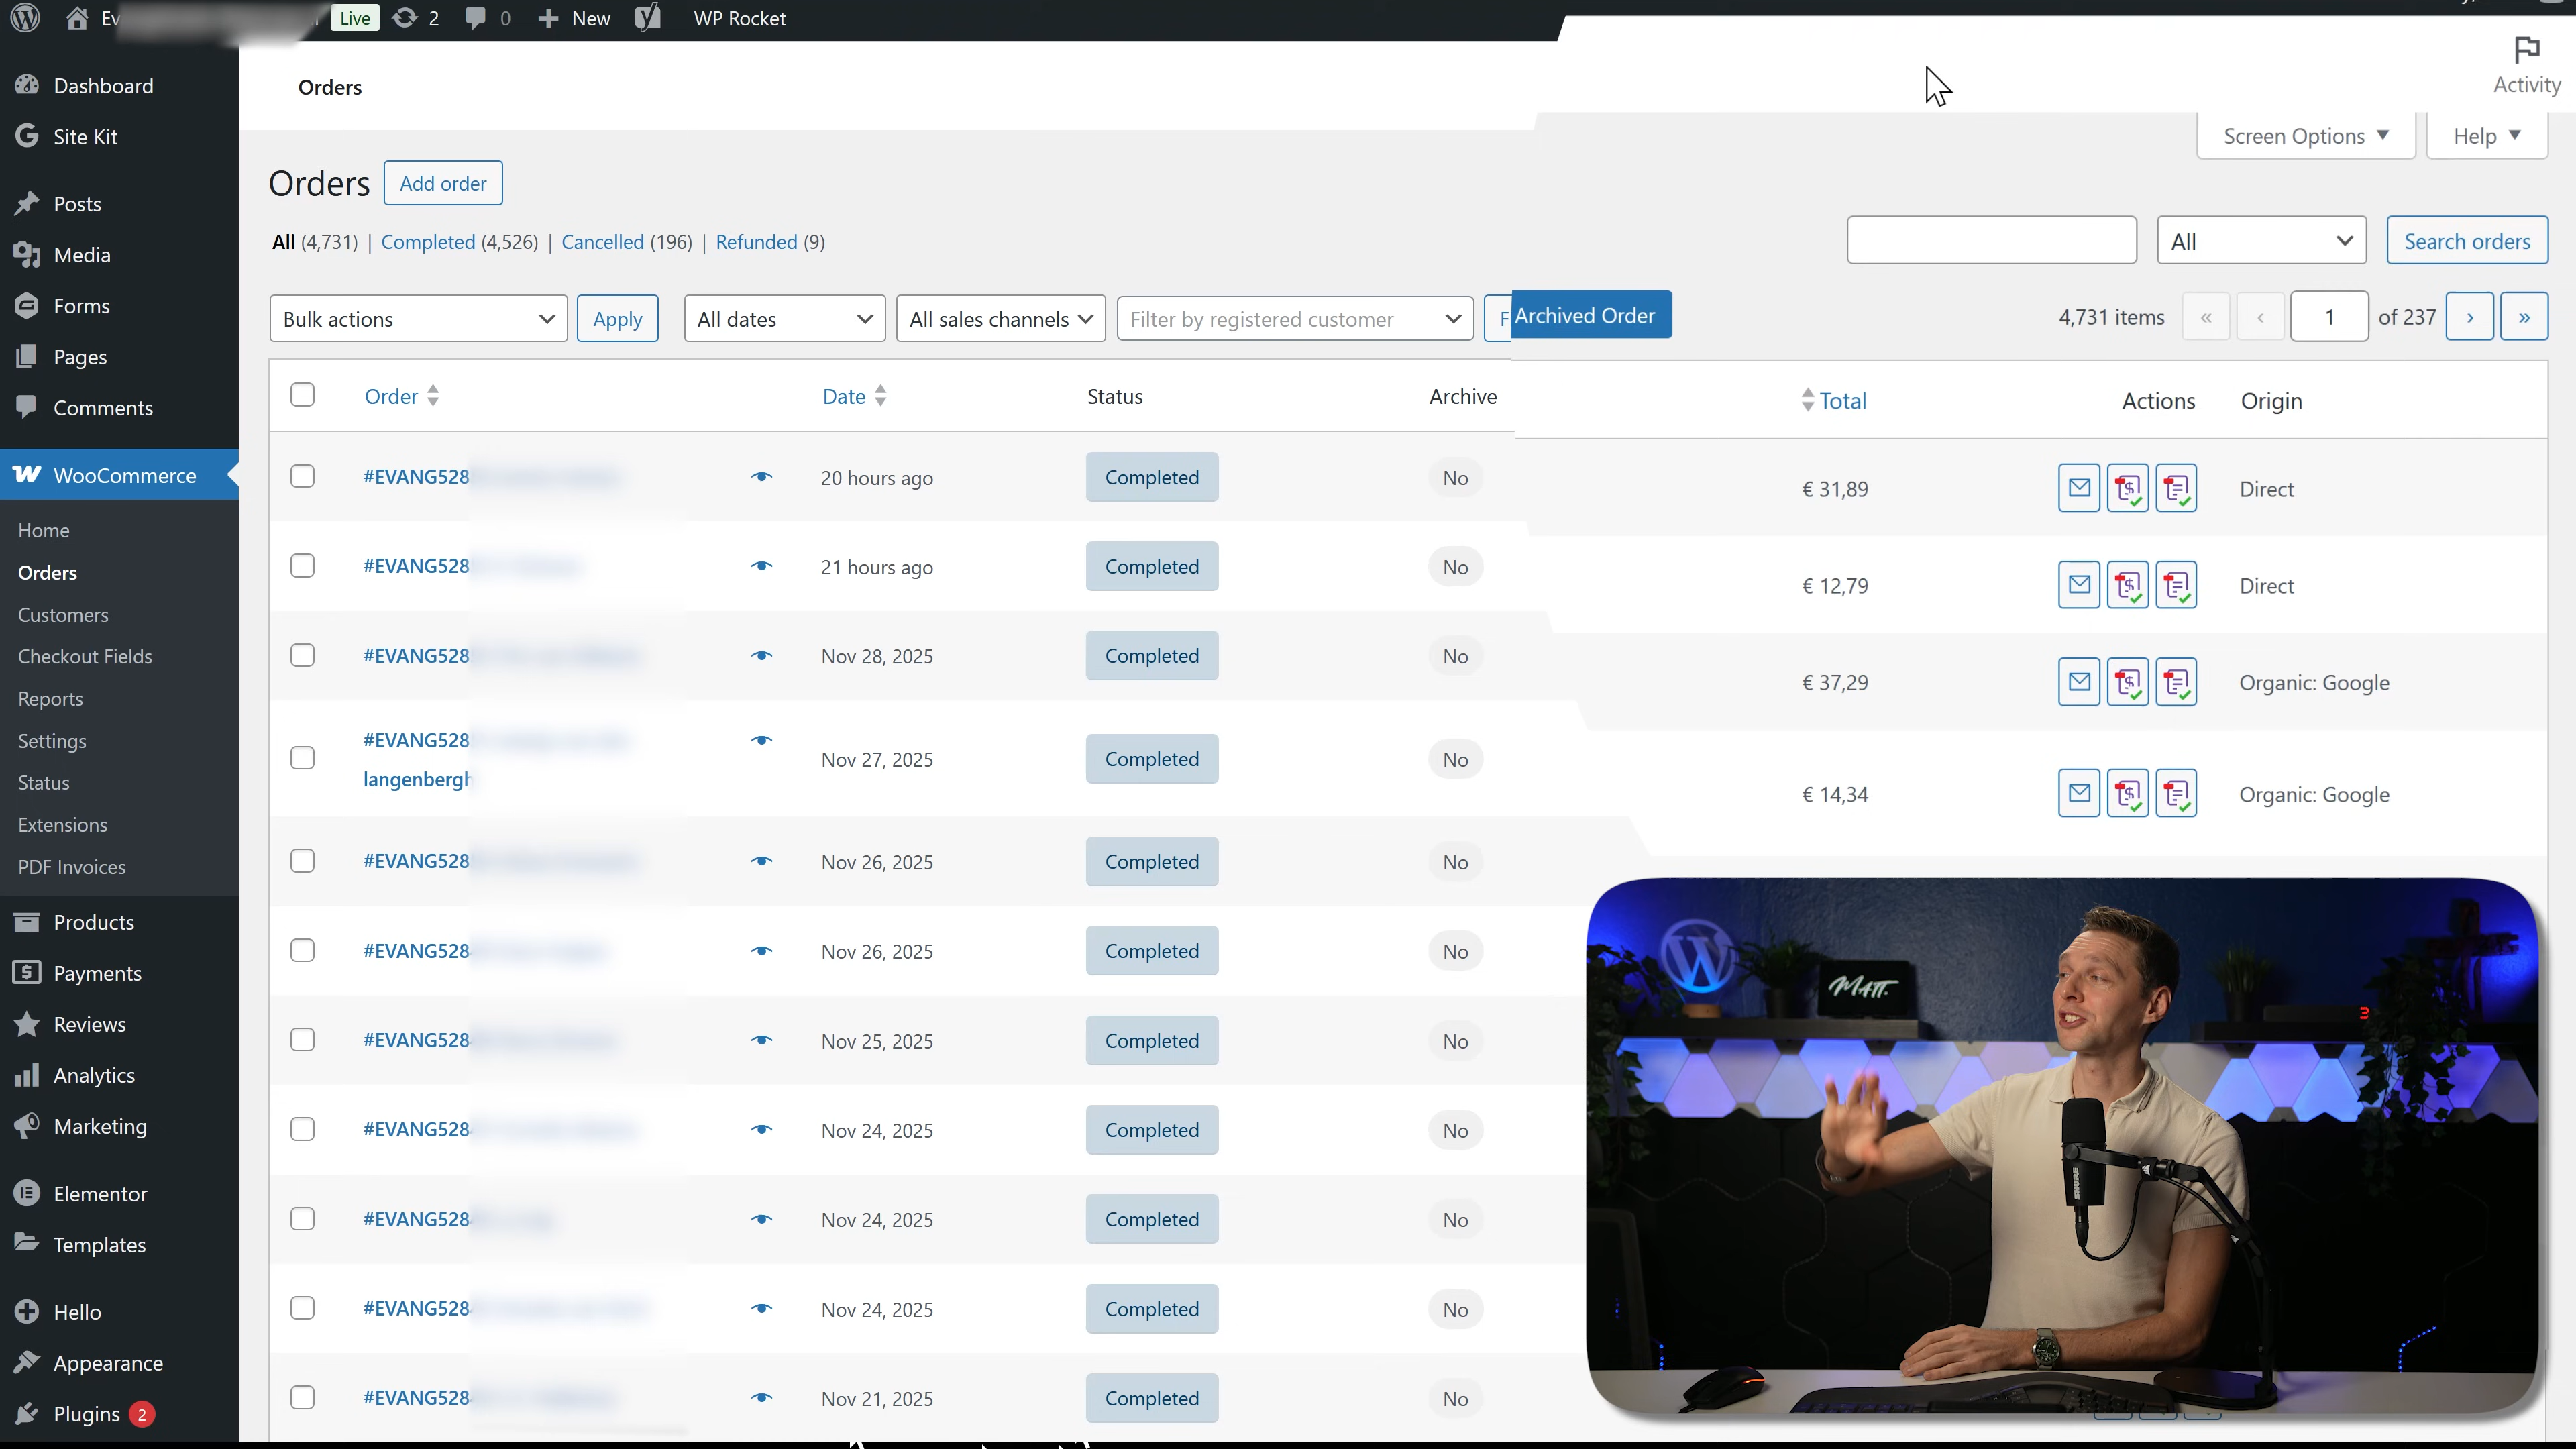 Ev
Live
2
0
New
WP Rocket
Dashboard
Site Kit
Posts
Media
Forms
Pages
Comments
WooCommerce
Home
Orders
Customers
Checkout Fields
Reports
Settings
Status
Extensions
PDF Invoices
Products
Payments
Reviews
Analytics
Marketing
Elementor
Templates
Hello
Appearance
Plugins 2
Orders
Activity
Screen Options
Help
Orders Add order
All (4,731) | Completed (4,526) | Cancelled (196) | Refunded (9)
All
Search orders
Bulk actions
Apply
All dates
All sales channels
Filter by registered customer
F
Archived Order
4,731 items « ‹ 1 of 237 › »
Order Date Status Archive Total Actions Origin
#EVANG528 20 hours ago Completed No € 31,89 Direct
#EVANG528 21 hours ago Completed No € 12,79 Direct
#EVANG528 Nov 28, 2025 Completed No € 37,29 Organic: Google
#EVANG528 Nov 27, 2025 Completed No € 14,34 Organic: Google
langenbergh
#EVANG528 Nov 26, 2025 Completed No
#EVANG528 Nov 26, 2025 Completed No
#EVANG528 Nov 25, 2025 Completed No
#EVANG528 Nov 24, 2025 Completed No
#EVANG528 Nov 24, 2025 Completed No
#EVANG528 Nov 24, 2025 Completed No
#EVANG528 Nov 21, 2025 Completed No
MATT.
3
SHURE